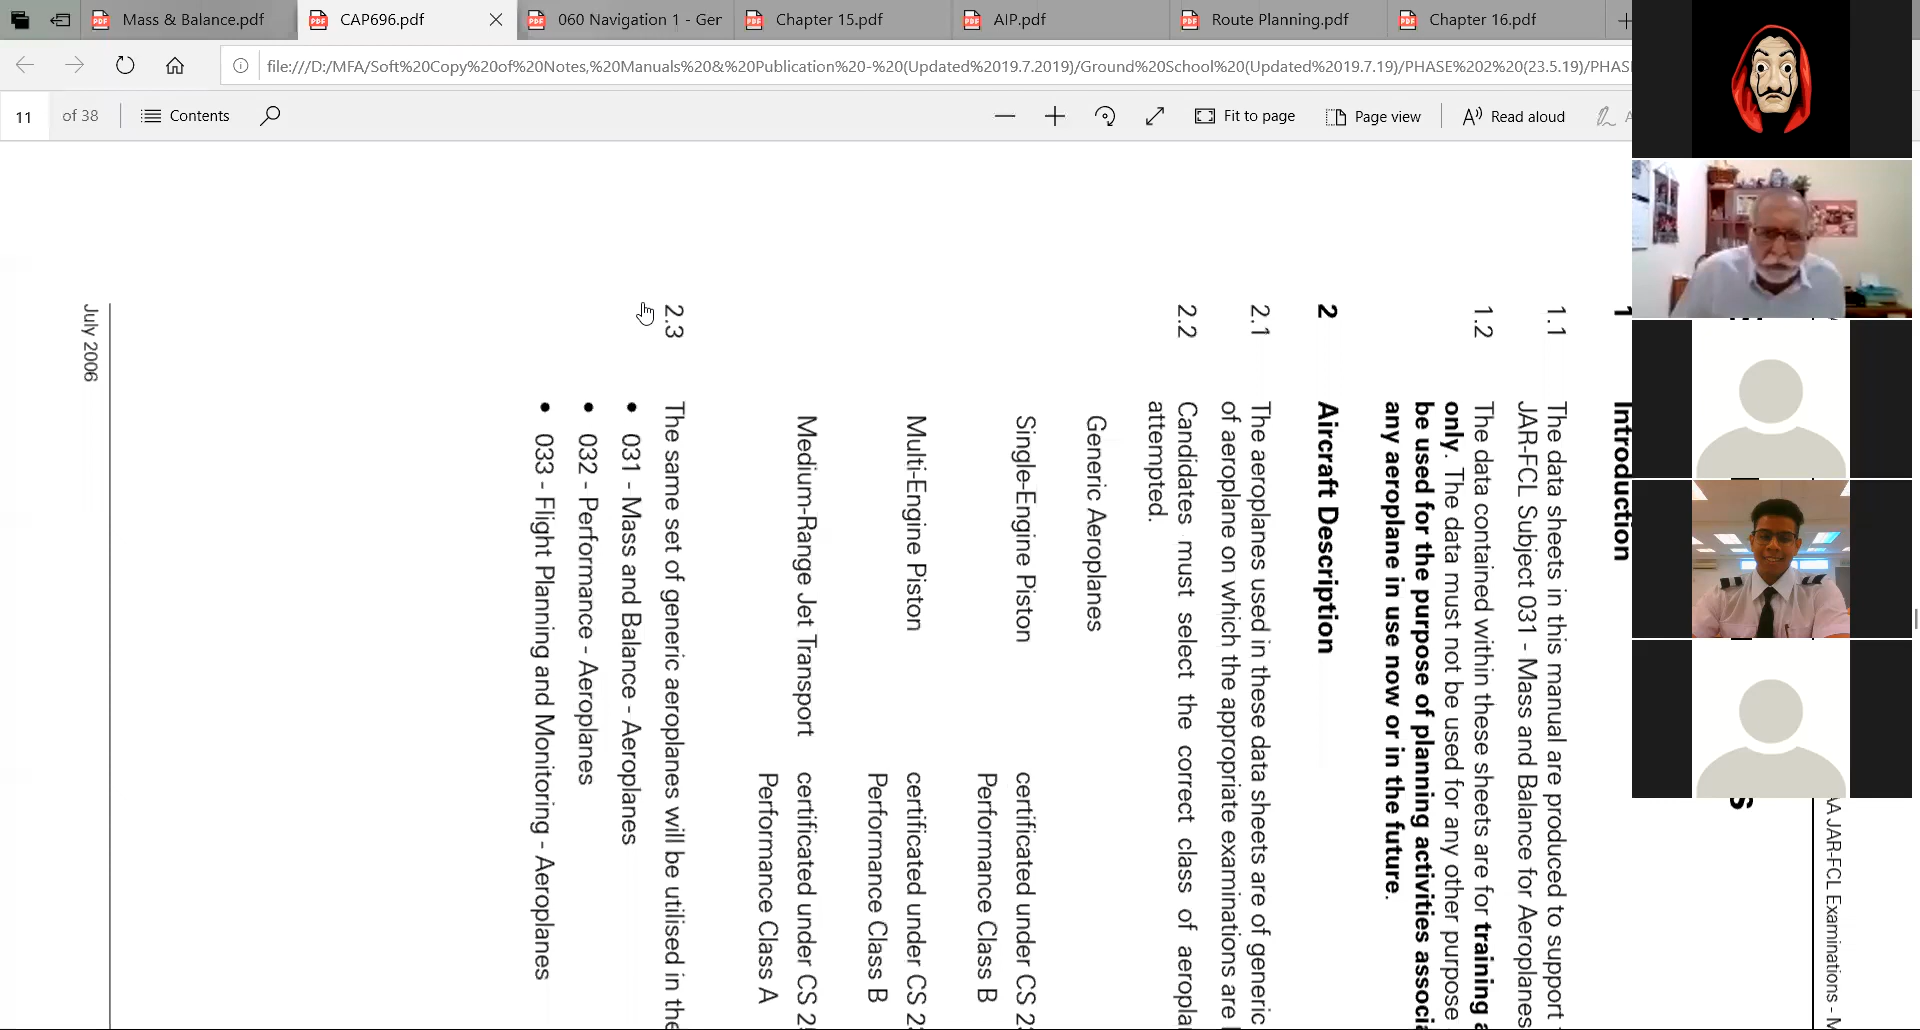 Mass & Balance.pdf
CAP696.pdf
060 Navigation 1 - Ger
Chapter 15.pdf
AIP.pdf
Route Planning.pdf
Chapter 16.pdf
file:///D:/MFA/Soft%20Copy%20of%20Notes,%20Manuals%20&%20Publication%20-%20(Updated%2019.7.2019)/Ground%20School%20(Updated%2019.7.19)/PHASE%202%20(23.5.19)/PHAS
11 of 38
Contents
Fit to page
Page view
Read aloud
AA JAR-FCL Examinations - M
1 Introduction
1.1 The data sheets in this manual are produced to support
JAR-FCL Subject 031 - Mass and Balance for Aeroplanes
1.2 The data contained within these sheets are for training a
only. The data must not be used for any other purpose
be used for the purpose of planning activities associa
any aeroplane in use now or in the future.
2 Aircraft Description
2.1 The aeroplanes used in these data sheets are of generic
of aeroplane on which the appropriate examinations are
2.2 Candidates must select the correct class of aeropla
attempted.
Generic Aeroplanes
Single-Engine Piston certificated under CS 2
Performance Class B
Multi-Engine Piston certificated under CS 2
Performance Class B
Medium-Range Jet Transport certificated under CS 2
Performance Class A
2.3 The same set of generic aeroplanes will be utilised in the
• 031 - Mass and Balance - Aeroplanes
• 032 - Performance - Aeroplanes
• 033 - Flight Planning and Monitoring - Aeroplanes
July 2006